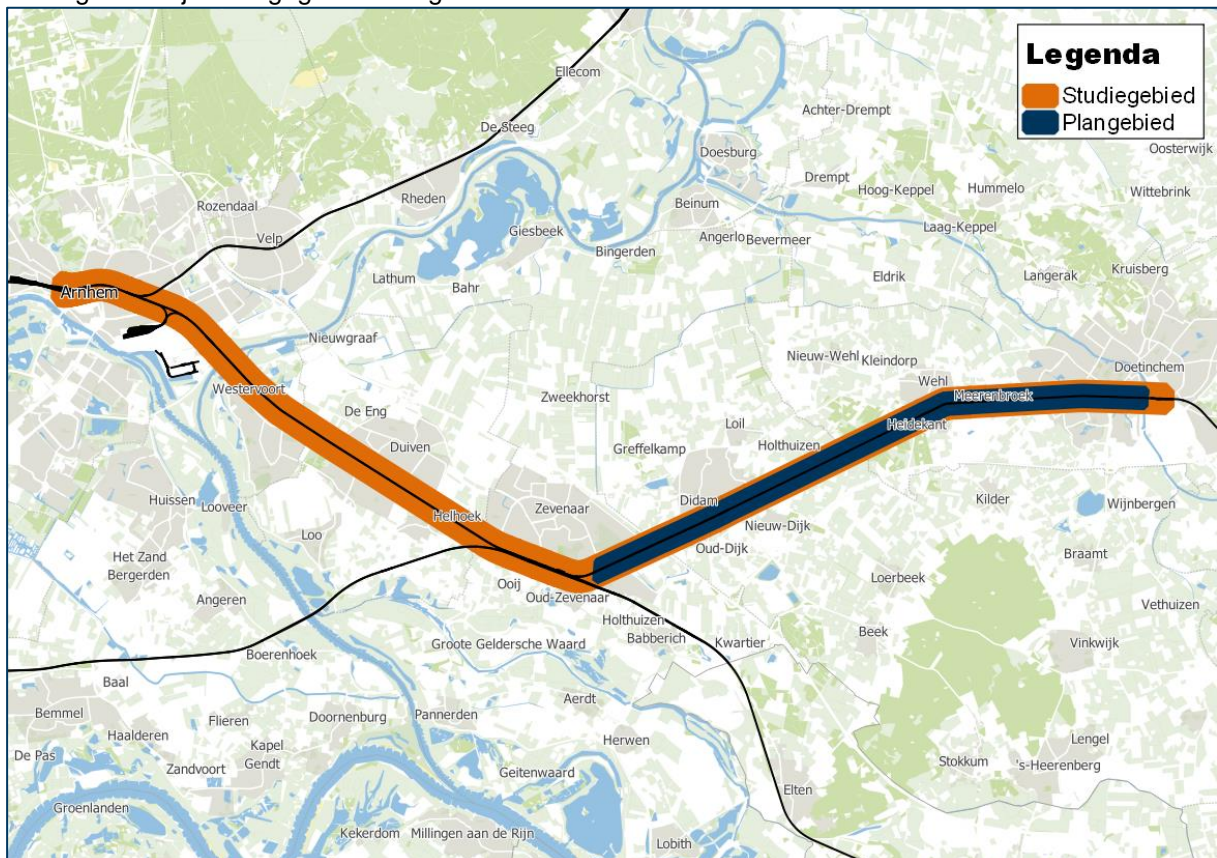 Legenda
Studiegebied
Plangebied
Ellecom
Achter-Drempt
De Steeg
Oosterwijk
Doesburg
Drempt
Hoog-Keppel
Hummelo
Wittebrink
Rheden
Rozendaal
Beinum
Giesbeek
Laag-Keppel
Velp
Angerlo
Bevermeer
Bingerden
Lathum
Bahr
Eldrik
Langerak
Kruisberg
Arnhem
Nieuwgraaf
Nieuw-Wehl
Kleindorp
Doetinchem
Wehl
Westervoort
Zweekhorst
Meerenbroek
De Eng
Loil
Heidekant
Duiven
Greffelkamp
Holthuizen
Huissen
Looveer
Didam
Kilder
Wijnbergen
Zevenaar
Helhoek
Nieuw-Dijk
Loo
Oud-Dijk
Het Zand
Bergerden
Braamt
Loerbeek
Ooij
Oud-Zevenaar
Angeren
Vethuizen
Holthuizen
Babberich
Kwartier
Beek
Vinkwijk
Groote Geldersche Waard
Boerenhoek
Baal
Aerdt
Bemmel
Flieren
Doornenburg
Pannerden
Haalderen
Herwen
De Pas
Kapel
Gendt
Lengel
Stokkum
's-Heerenberg
Zandvoort
Geitenwaard
Elten
Groenlanden
Kekerdom
Millingen aan de Rijn
Lobith